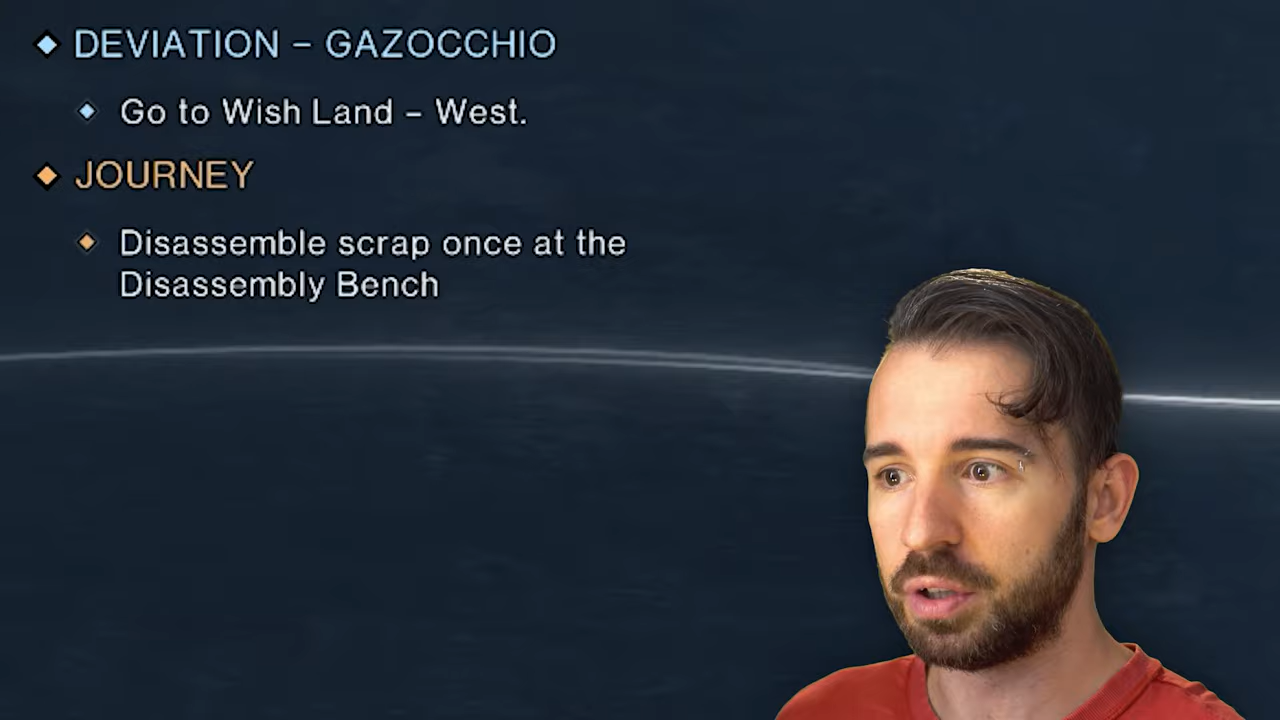 DEVIATION – GAZOCCHIO
Go to Wish Land – West.
JOURNEY
Disassemble scrap once at the
Disassembly Bench